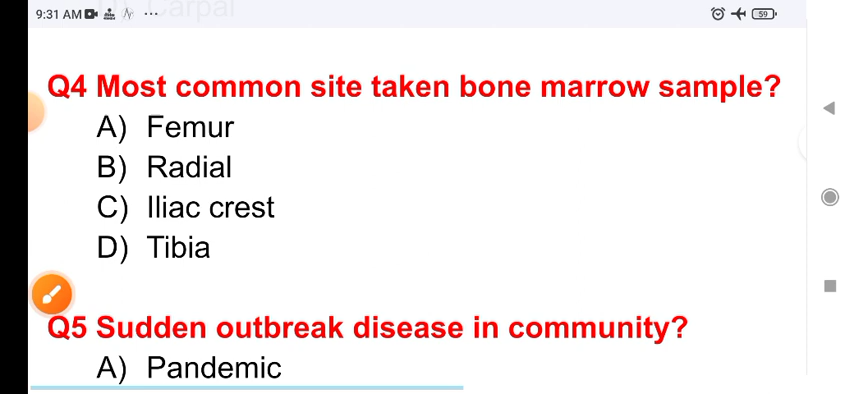 9:31 AM
59
Carpal
Q4 Most common site taken bone marrow sample?
A) Femur
B) Radial
C) Iliac crest
D) Tibia
Q5 Sudden outbreak disease in community?
A) Pandemic